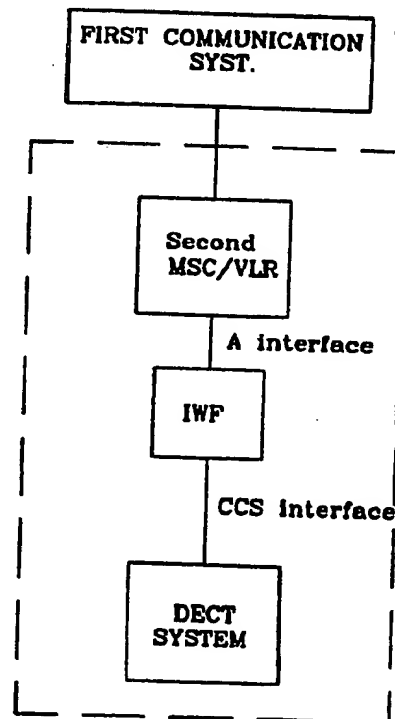 FIRST COMMUNICATION
SYST.
Second
MSC/VLR
A interface
IWF
CCS interface
DECT
SYSTEM